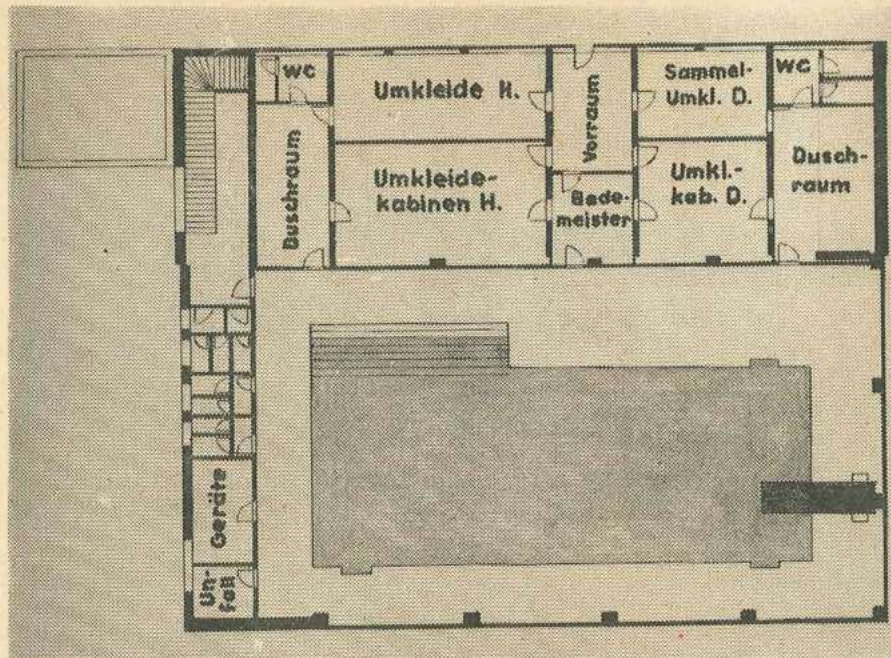 WC
Umkleide H.
Vorraum
Sammel-
Umkl. D.
WC
Duschraum
Umkleide-
kabinen H.
Bade-
meister
Umkl.-
kab. D.
Dusch-
raum
Geräte
Un-
fall